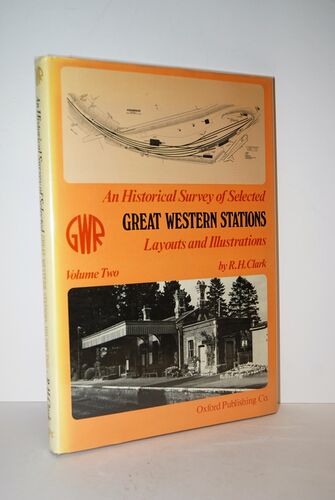 An Historical Survey of Selected
GWR
GREAT WESTERN STATIONS
Layouts and Illustrations
Volume Two
by R.H.Clark
Oxford Publishing Co.